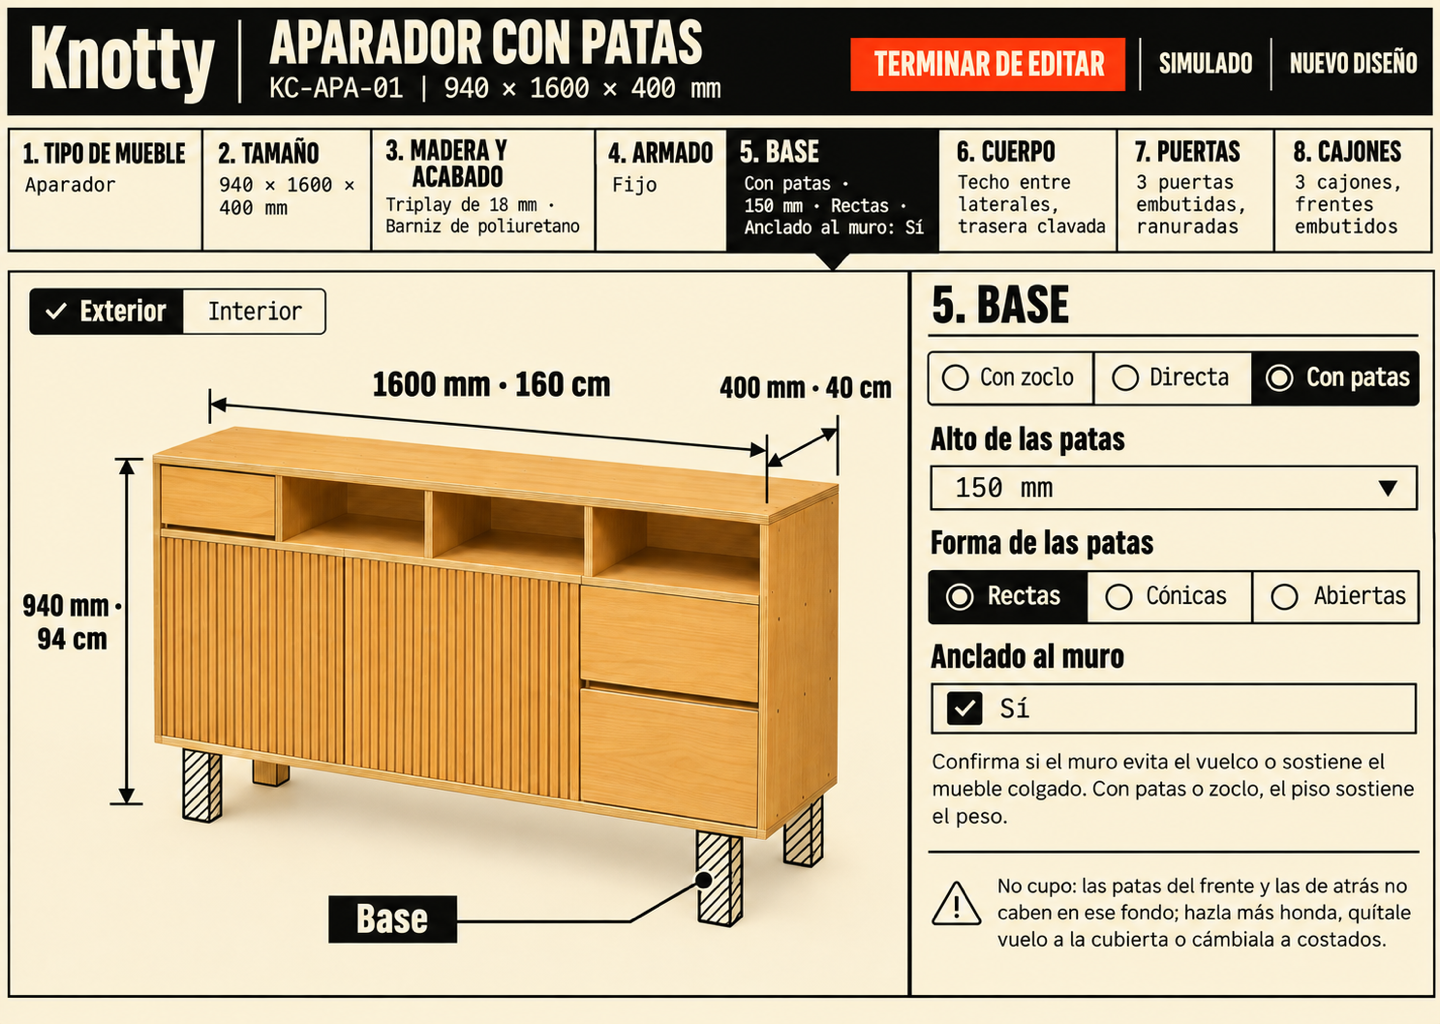 Knotty
APARADOR CON PATAS
KC-APA-01 | 940 × 1600 × 400 mm
TERMINAR DE EDITAR
SIMULADO
NUEVO DISEÑO
1. TIPO DE MUEBLE
Aparador
2. TAMAÑO
940 × 1600 ×
400 mm
3. MADERA Y
ACABADO
Triplay de 18 mm ·
Barniz de poliuretano
4. ARMADO
Fijo
5. BASE
Con patas ·
150 mm · Rectas ·
Anclado al muro: Sí
6. CUERPO
Techo entre
laterales,
trasera clavada
7. PUERTAS
3 puertas
embutidas,
ranuradas
8. CAJONES
3 cajones,
frentes
embutidos
Exterior
Interior
1600 mm · 160 cm
400 mm · 40 cm
940 mm ·
94 cm
Base
5. BASE
Con zoclo
Directa
Con patas
Alto de las patas
150 mm
Forma de las patas
Rectas
Cónicas
Abiertas
Anclado al muro
Sí
Confirma si el muro evita el vuelco o sostiene el
mueble colgado. Con patas o zoclo, el piso sostiene
el peso.
No cupo: las patas del frente y las de atrás no
caben en ese fondo; hazla más honda, quítale
vuelo a la cubierta o cámbiala a costados.